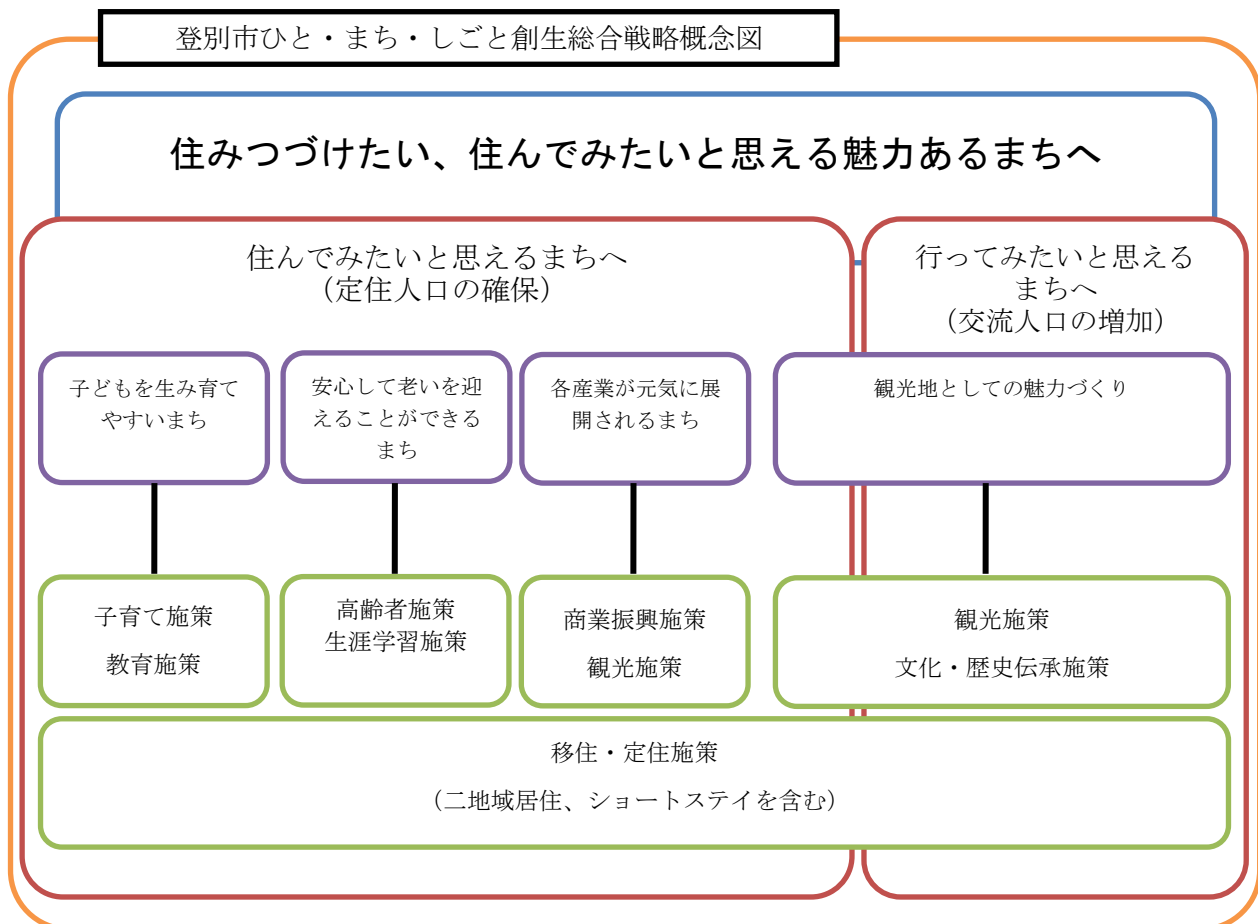 登別市ひと・まち・しごと創生総合戦略概念図
住みつづけたい、住んでみたいと思える魅力あるまちへ
住んでみたいと思えるまちへ
（定住人口の確保）
行ってみたいと思える
まちへ
（交流人口の増加）
子どもを生み育て
やすいまち
安心して老いを迎
えることができる
まち
各産業が元気に展
開されるまち
観光地としての魅力づくり
子育て施策
教育施策
高齢者施策
生涯学習施策
商業振興施策
観光施策
観光施策
文化・歴史伝承施策
移住・定住施策
（二地域居住、ショートステイを含む）